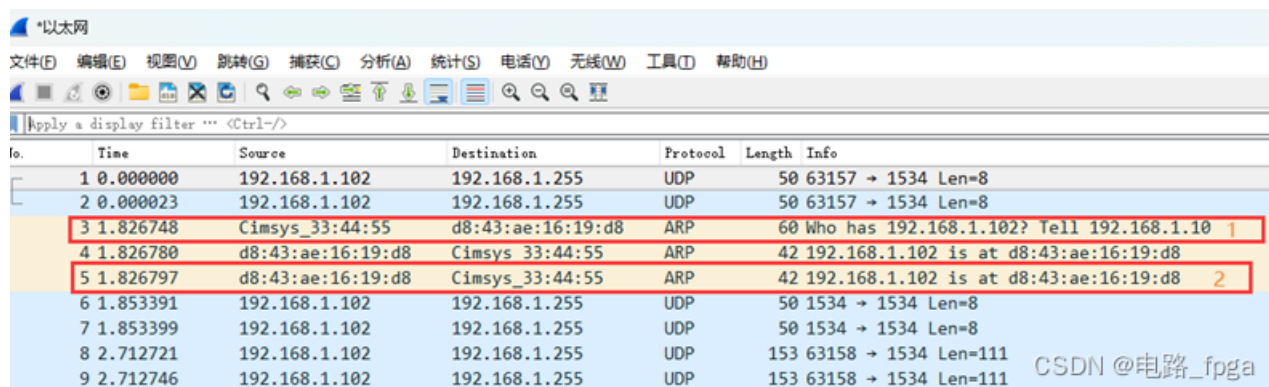 *以太网
文件(F) 编辑(E) 视图(V) 跳转(G) 捕获(C) 分析(A) 统计(S) 电话(Y) 无线(W) 工具(T) 帮助(H)
Apply a display filter … <Ctrl-/>
No. Time Source Destination Protocol Length Info
1 0.000000 192.168.1.102 192.168.1.255 UDP 50 63157 → 1534 Len=8
2 0.000023 192.168.1.102 192.168.1.255 UDP 50 63157 → 1534 Len=8
3 1.826748 Cimsys_33:44:55 d8:43:ae:16:19:d8 ARP 60 Who has 192.168.1.102? Tell 192.168.1.10 1
4 1.826780 d8:43:ae:16:19:d8 Cimsys_33:44:55 ARP 42 192.168.1.102 is at d8:43:ae:16:19:d8
5 1.826797 d8:43:ae:16:19:d8 Cimsys_33:44:55 ARP 42 192.168.1.102 is at d8:43:ae:16:19:d8 2
6 1.853391 192.168.1.102 192.168.1.255 UDP 50 1534 → 1534 Len=8
7 1.853399 192.168.1.102 192.168.1.255 UDP 50 1534 → 1534 Len=8
8 2.712721 192.168.1.102 192.168.1.255 UDP 153 63158 → 1534 Len=111
9 2.712746 192.168.1.102 192.168.1.255 UDP 153 63158 → 1534 Len=111
CSDN @电路_fpga